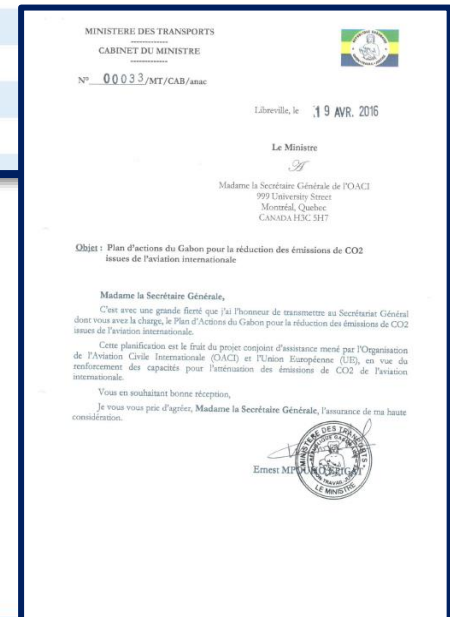 MINISTERE DES TRANSPORTS
CABINET DU MINISTRE
N° 00033/MT/CAB/anac
Libreville, le 19 AVR. 2016
Le Ministre
A
Madame la Secrétaire Générale de l'OACI
999 University Street
Montréal, Quebec
CANADA H3C 5H7
Objet : Plan d'actions du Gabon pour la réduction des émissions de CO2
issues de l'aviation internationale
Madame la Secrétaire Générale,
C'est avec une grande fierté que j'ai l'honneur de transmettre au Secrétariat Général
dont vous avez la charge, le Plan d'Actions du Gabon pour la réduction des émissions de CO2
issues de l'aviation internationale.
Cette planification est le fruit du projet conjoint d'assistance mené par l'Organisation
de l'Aviation Civile Internationale (OACI) et l'Union Européenne (UE), en vue du
renforcement des capacités pour l'atténuation des émissions de CO2 de l'aviation
internationale.
Vous en souhaitant bonne réception,
Je vous vous prie d'agréer, Madame la Secrétaire Générale, l'assurance de ma haute
considération.
MINISTERE DES TRANSPORTS
LE MINISTRE
Ernest